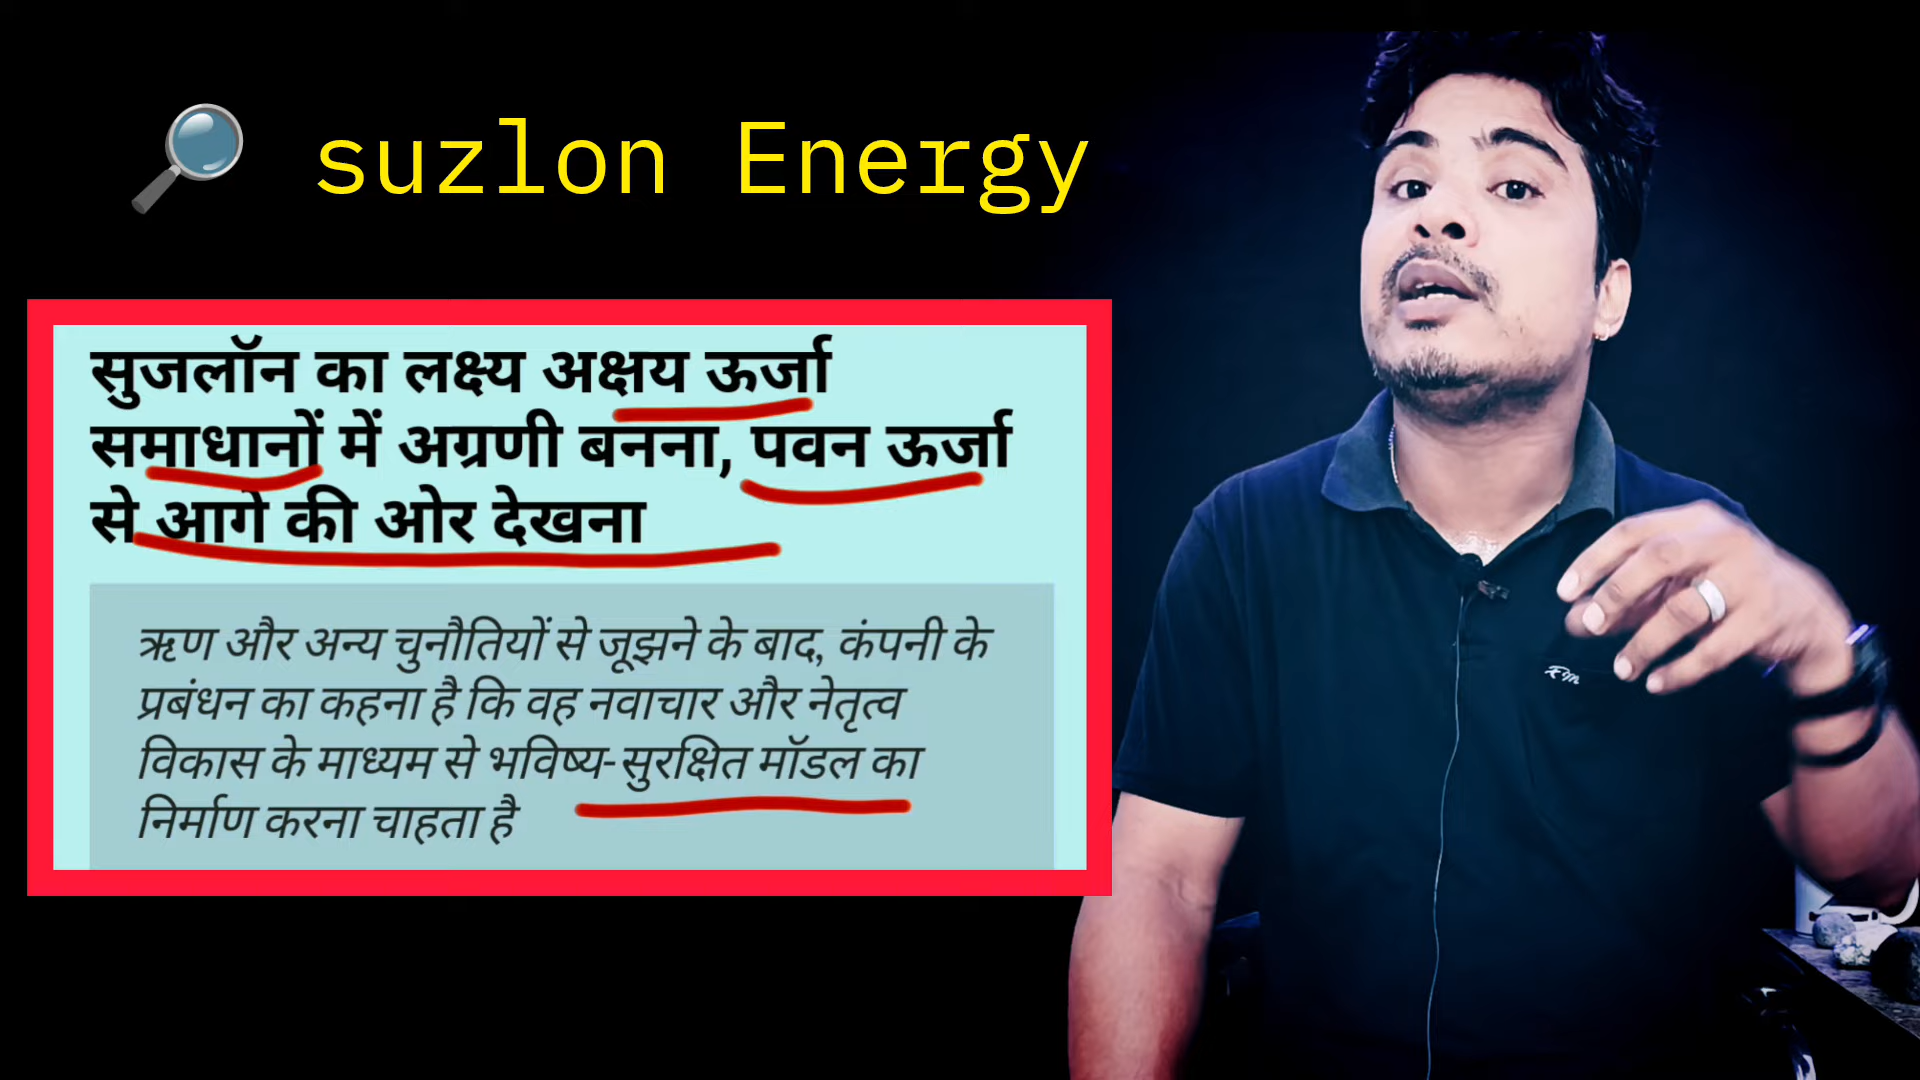 suzlon Energy
सुजलॉन का लक्ष्य अक्षय ऊर्जा
समाधानों में अग्रणी बनना, पवन ऊर्जा
से आगे की ओर देखना
ऋण और अन्य चुनौतियों से जूझने के बाद, कंपनी के
प्रबंधन का कहना है कि वह नवाचार और नेतृत्व
विकास के माध्यम से भविष्य-सुरक्षित मॉडल का
निर्माण करना चाहता है